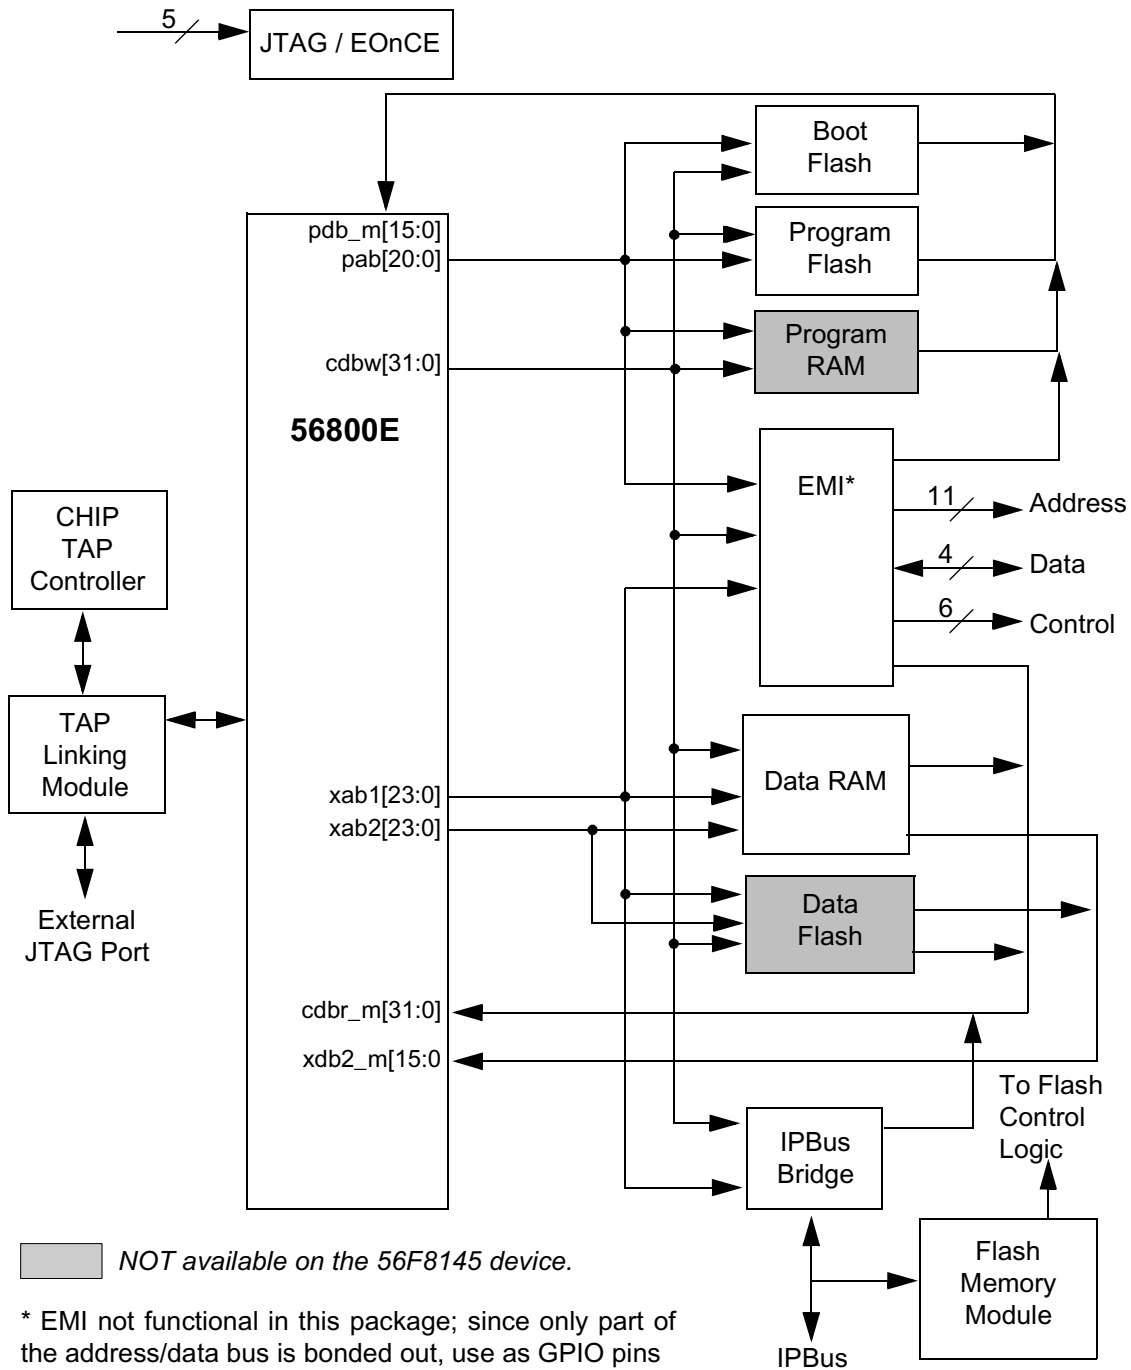 5
JTAG / EOnCE
Boot
Flash
pdb_m[15:0]
pab[20:0]
Program
Flash
cdbw[31:0]
Program
RAM
56800E
EMI*
11
Address
4
Data
6
Control
CHIP
TAP
Controller
TAP
Linking
Module
External
JTAG Port
xab1[23:0]
xab2[23:0]
Data RAM
Data
Flash
cdbr_m[31:0]
xdb2_m[15:0
To Flash
Control
Logic
IPBus
Bridge
Flash
Memory
Module
IPBus
NOT available on the 56F8145 device.
* EMI not functional in this package; since only part of
the address/data bus is bonded out, use as GPIO pins